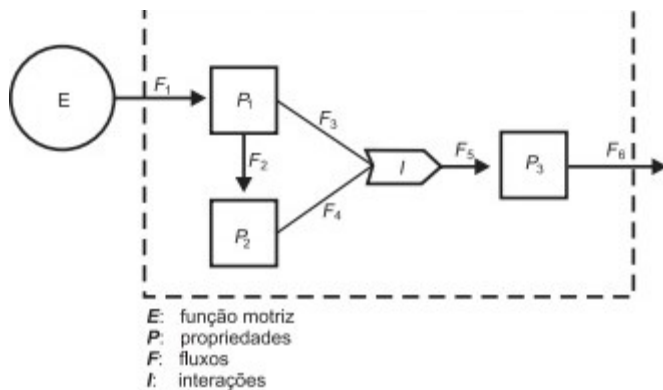 E
F1
P1
F3
F2
I
F5
P3
F6
F4
P2
E: função motriz
P: propriedades
F: fluxos
I: interações